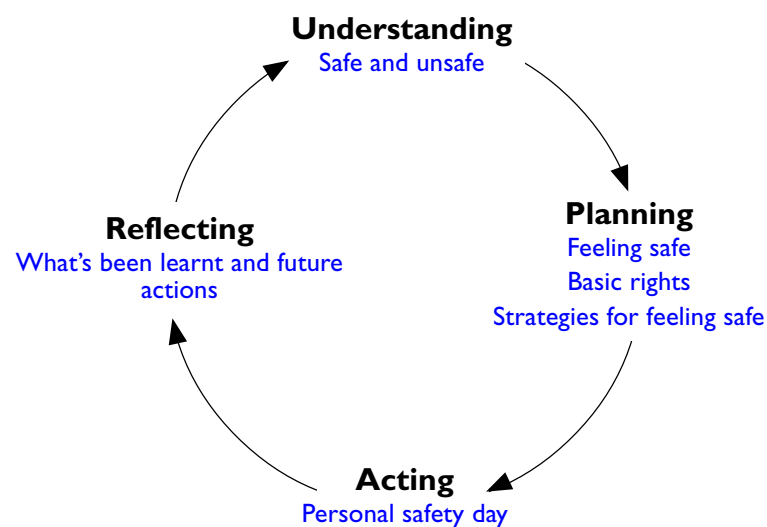 Understanding
Safe and unsafe
Planning
Feeling safe
Basic rights
Strategies for feeling safe
Acting
Personal safety day
Reflecting
What's been learnt and future
actions